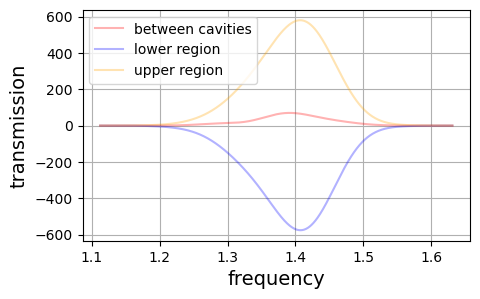 between cavities
lower region
upper region
600
400
200
0
−200
−400
−600
transmission
1.1 1.2 1.3 1.4 1.5 1.6
frequency